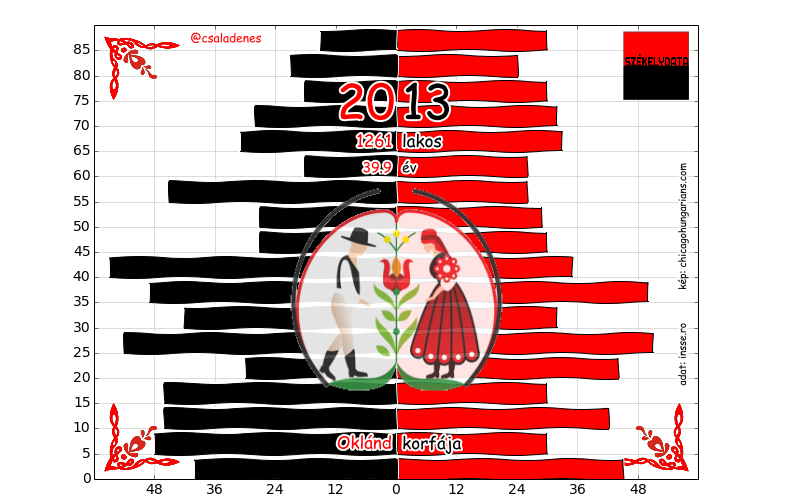 @csaladenes
SZÉKELYDATA
2013
1261 lakos
39.9 év
kép: chicagohungarians.com
adat: insse.ro
Oklánd korfája
85
80
75
70
65
60
55
50
45
40
35
30
25
20
15
10
5
0
48 36 24 12 0 12 24 36 48